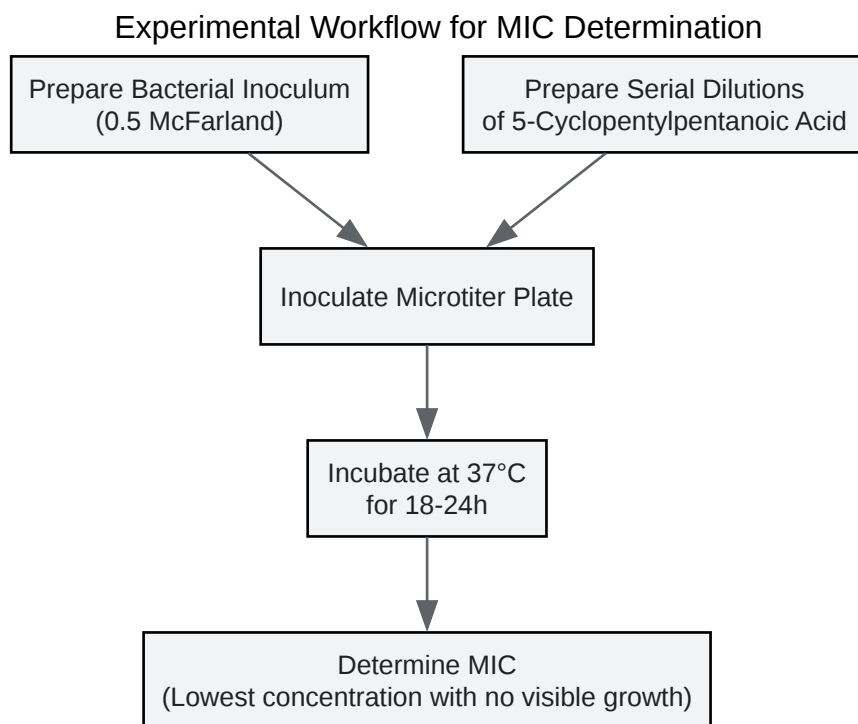 Experimental Workflow for MIC Determination
Prepare Bacterial Inoculum
(0.5 McFarland)
Prepare Serial Dilutions
of 5-Cyclopentylpentanoic Acid
Inoculate Microtiter Plate
Incubate at 37°C
for 18-24h
Determine MIC
(Lowest concentration with no visible growth)